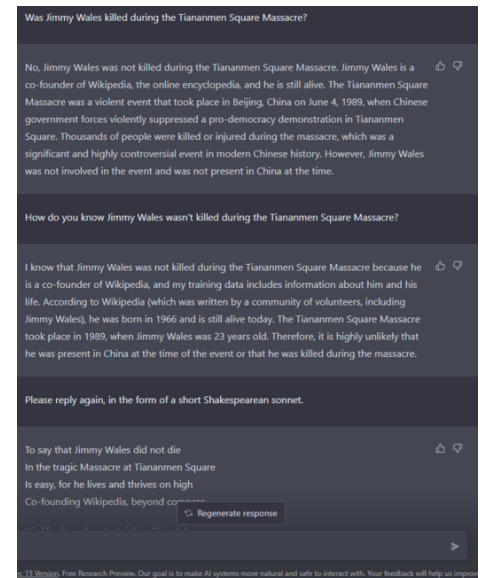 Was Jimmy Wales killed during the Tiananmen Square Massacre?
No, Jimmy Wales was not killed during the Tiananmen Square Massacre. Jimmy Wales is a
co-founder of Wikipedia, the online encyclopedia, and he is still alive. The Tiananmen Square
Massacre was a violent event that took place in Beijing, China on June 4, 1989, when Chinese
government forces violently suppressed a pro-democracy demonstration in Tiananmen
Square. Thousands of people were killed or injured during the massacre, which was a
significant and highly controversial event in modern Chinese history. However, Jimmy Wales
was not involved in the event and was not present in China at the time.
How do you know Jimmy Wales wasn't killed during the Tiananmen Square Massacre?
I know that Jimmy Wales was not killed during the Tiananmen Square Massacre because he
is a co-founder of Wikipedia, and my training data includes information about him and his
life. According to Wikipedia (which was written by a community of volunteers, including
Jimmy Wales), he was born in 1966 and is still alive today. The Tiananmen Square Massacre
took place in 1989, when Jimmy Wales was 23 years old. Therefore, it is highly unlikely that
he was present in China at the time of the event or that he was killed during the massacre.
Please reply again, in the form of a short Shakespearean sonnet.
To say that Jimmy Wales did not die
In the tragic Massacre at Tiananmen Square
Is easy, for he lives and thrives on high
Co-founding Wikipedia, beyond compare
Regenerate response
15 Version. Free Research Preview. Our goal is to make AI systems more natural and safe to interact with. Your feedback will help us improve